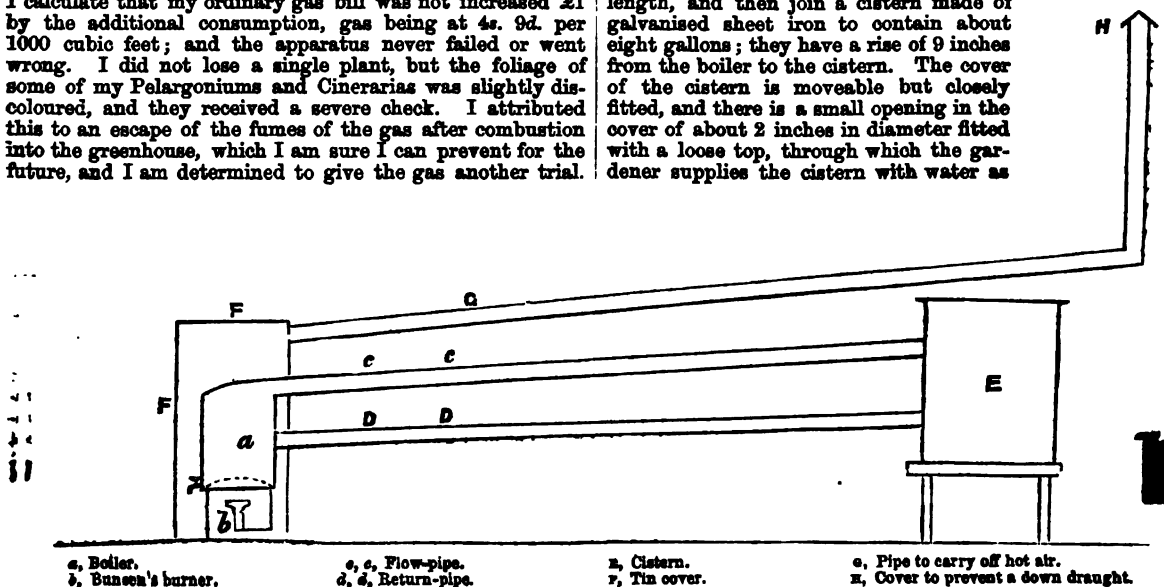 I calculate that my ordinary gas bill was not increased £1
by the additional consumption, gas being at 4s. 9d. per
1000 cubic feet; and the apparatus never failed or went
wrong. I did not lose a single plant, but the foliage of
some of my Pelargoniums and Cinerarias was slightly dis-
coloured, and they received a severe check. I attributed
this to an escape of the fumes of the gas after combustion
into the greenhouse, which I am sure I can prevent for the
future, and I am determined to give the gas another trial.
length, and then join a cistern made of
galvanised sheet iron to contain about
eight gallons; they have a rise of 9 inches
from the boiler to the cistern. The cover
of the cistern is moveable but closely
fitted, and there is a small opening in the
cover of about 2 inches in diameter fitted
with a loose top, through which the gar-
dener supplies the cistern with water as
H
G
F
c c
E
F
D D
a
b
a, Boiler.
b, Bunsen's burner.
c, c, Flow-pipe.
d, d, Return-pipe.
E, Cistern.
F, Tin cover.
G, Pipe to carry off hot air.
H, Cover to prevent a down draught.